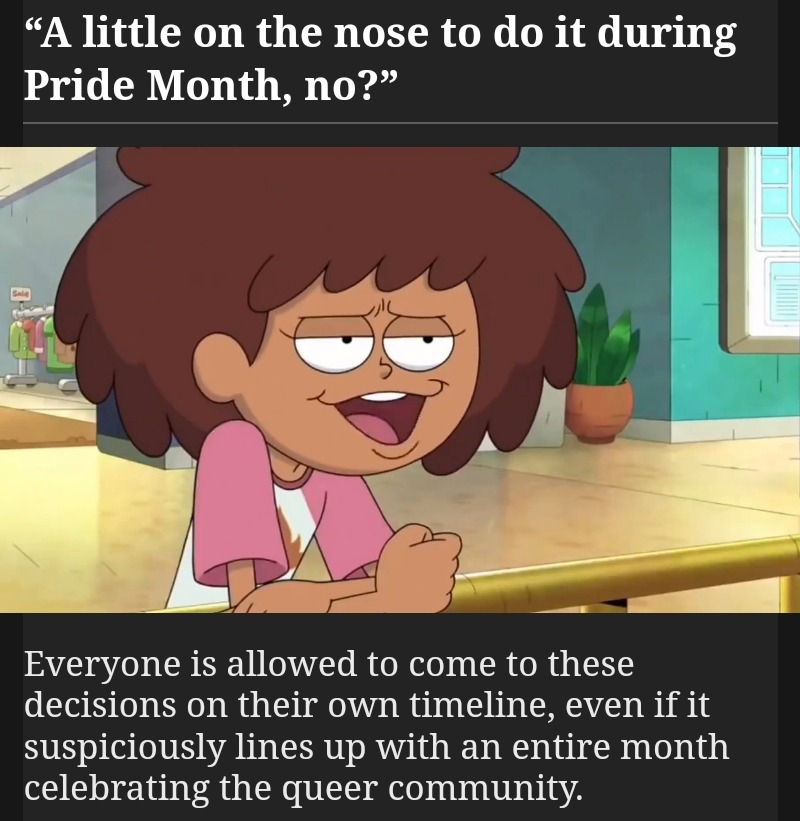 “A little on the nose to do it during
Pride Month, no?”
Sale
Everyone is allowed to come to these
decisions on their own timeline, even if it
suspiciously lines up with an entire month
celebrating the queer community.